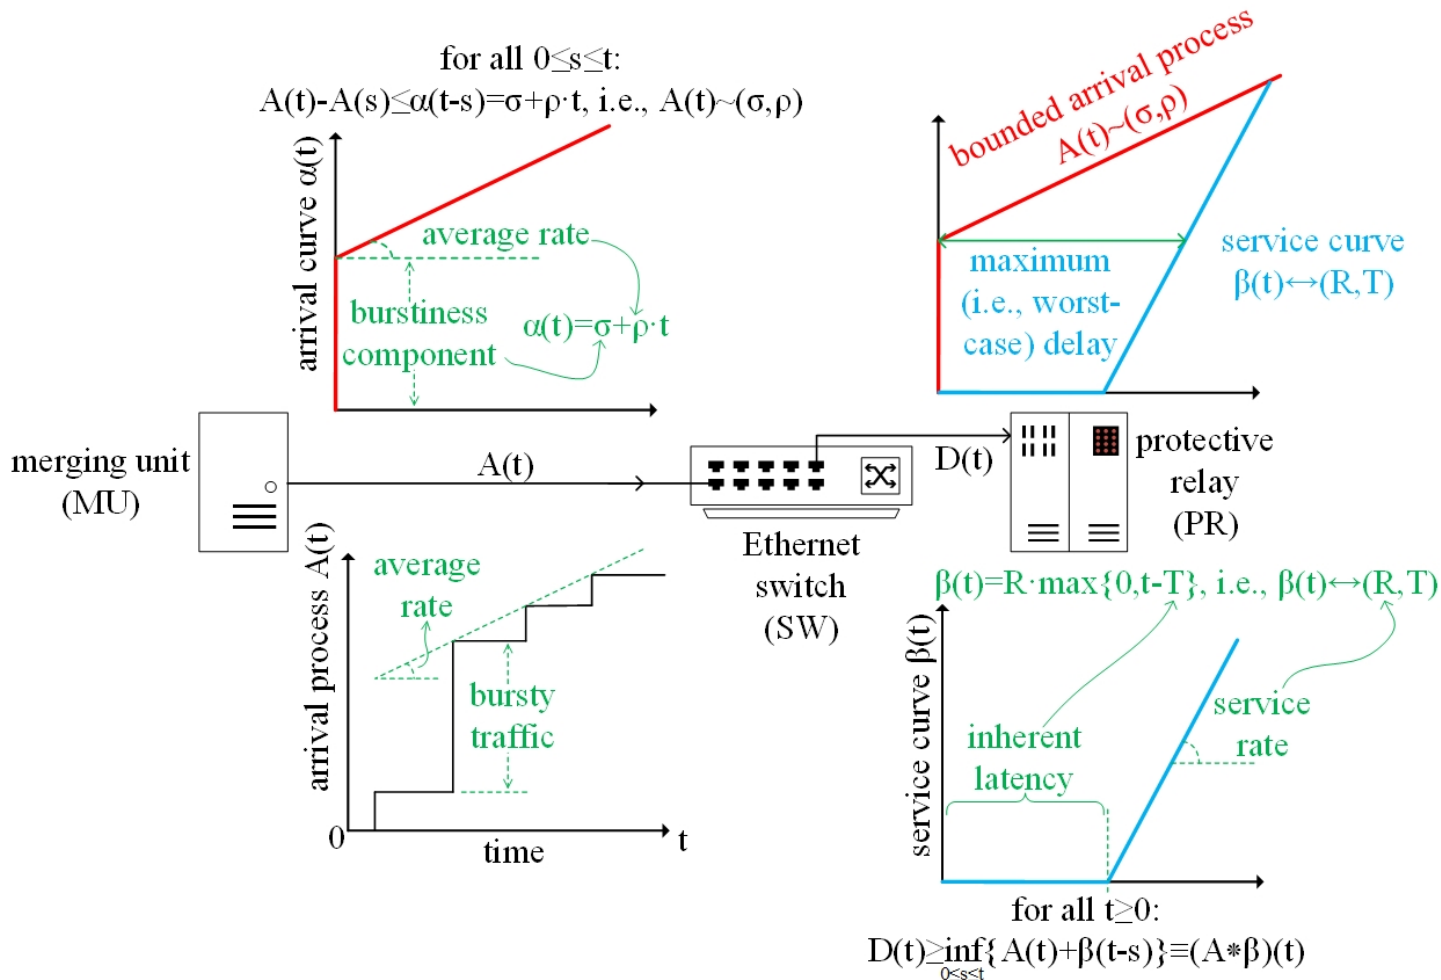 for all 0≤s≤t:
A(t)-A(s)≤α(t-s)=σ+ρ·t, i.e., A(t)~(σ,ρ)
arrival curve α(t)
average rate
burstiness
component
α(t)=σ+ρ·t
bounded arrival process
A(t)~(σ,ρ)
maximum
(i.e., worst-
case) delay
service curve
β(t)↔(R,T)
merging unit
(MU)
A(t)
Ethernet
switch
(SW)
D(t)
protective
relay
(PR)
arrival process A(t)
average
rate
bursty
traffic
0
time
t
β(t)=R·max{0,t-T}, i.e., β(t)↔(R,T)
service curve β(t)
inherent
latency
service
rate
for all t≥0:
D(t)≥inf{A(t)+β(t-s)}≡(A*β)(t)
0≤s≤t